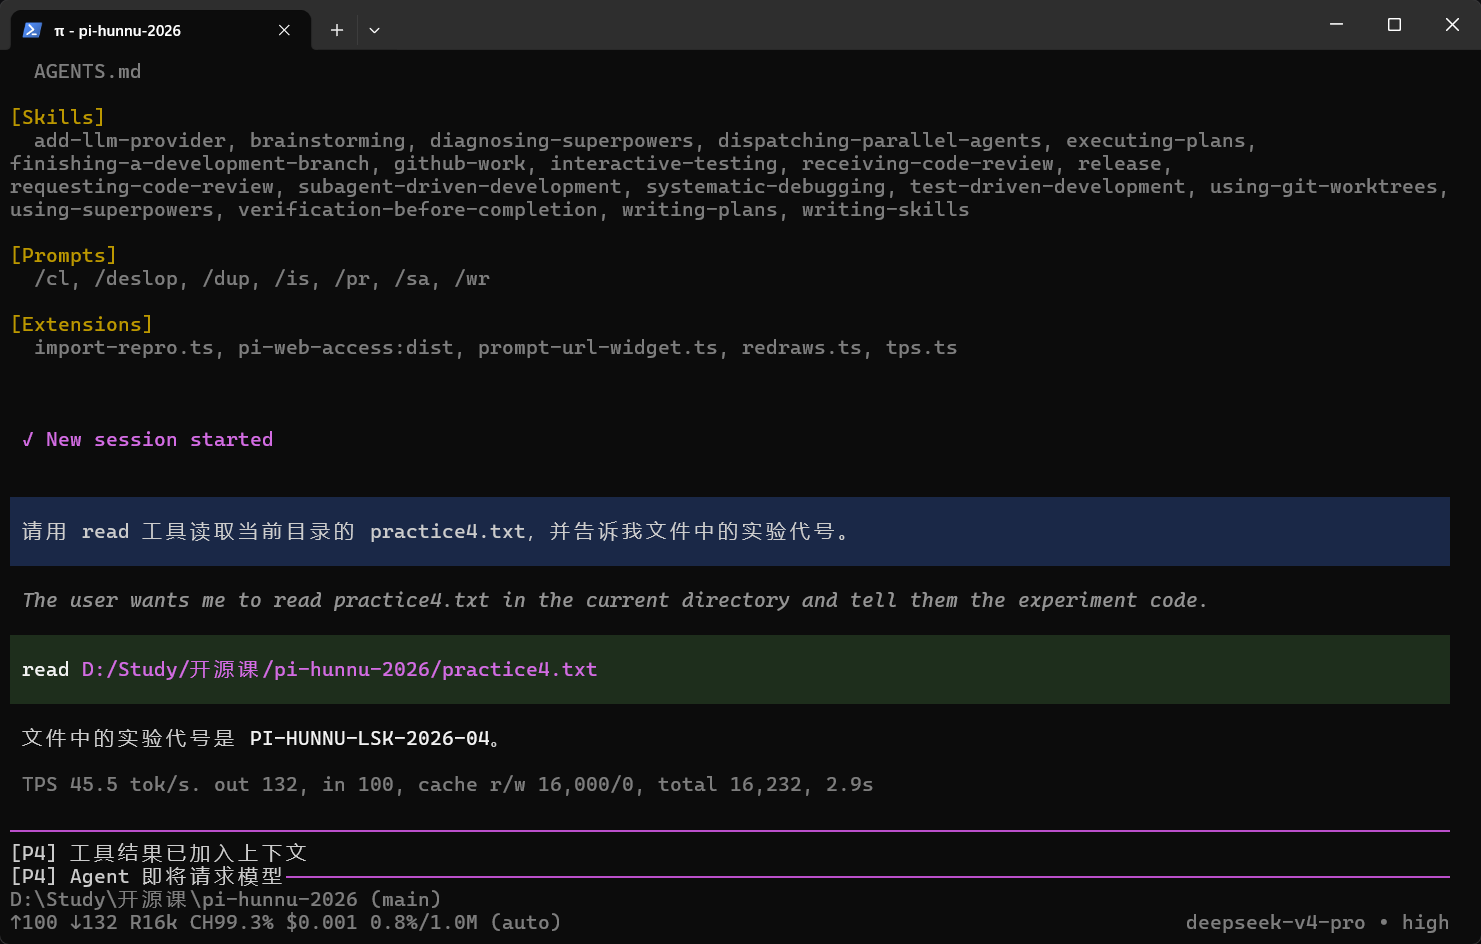 π - pi-hunnu-2026
AGENTS.md
[Skills]
add-llm-provider, brainstorming, diagnosing-superpowers, dispatching-parallel-agents, executing-plans,
finishing-a-development-branch, github-work, interactive-testing, receiving-code-review, release,
requesting-code-review, subagent-driven-development, systematic-debugging, test-driven-development, using-git-worktrees,
using-superpowers, verification-before-completion, writing-plans, writing-skills
[Prompts]
/cl, /deslop, /dup, /is, /pr, /sa, /wr
[Extensions]
import-repro.ts, pi-web-access:dist, prompt-url-widget.ts, redraws.ts, tps.ts
✓ New session started
请用 read 工具读取当前目录的 practice4.txt, 并告诉我文件中的实验代号。
The user wants me to read practice4.txt in the current directory and tell them the experiment code.
read D:/Study/开源课/pi-hunnu-2026/practice4.txt
文件中的实验代号是 PI-HUNNU-LSK-2026-04。
TPS 45.5 tok/s. out 132, in 100, cache r/w 16,000/0, total 16,232, 2.9s
[P4] 工具结果已加入上下文
[P4] Agent 即将请求模型
D:\Study\开源课\pi-hunnu-2026 (main)
↑100 ↓132 R16k CH99.3% $0.001 0.8%/1.0M (auto) deepseek-v4-pro • high